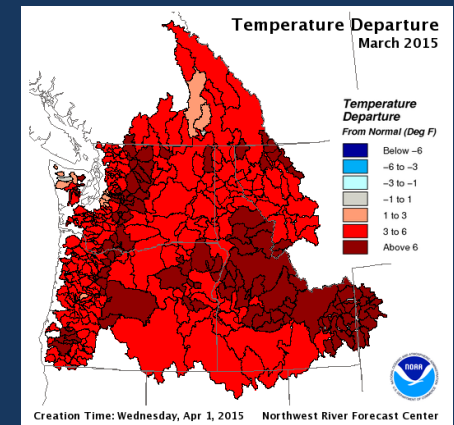 Temperature Departure
March 2015
Temperature
Departure
From Normal (Deg F)
Below -6
-6 to -3
-3 to -1
-1 to 1
1 to 3
3 to 6
Above 6
NOAA
Creation Time: Wednesday, Apr 1, 2015 Northwest River Forecast Center